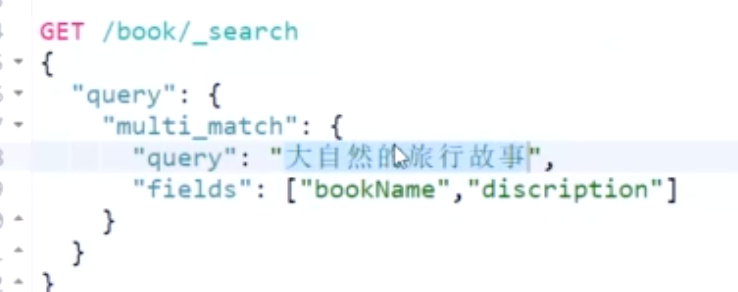 GET /book/_search
{
"query": {
"multi_match": {
"query": "大自然的旅行故事",
"fields": ["bookName","discription"]
}
}
}